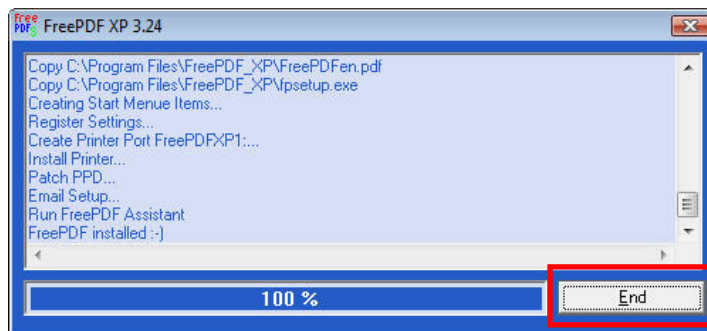 Free PDFs FreePDF XP 3.24
Copy C:\Program Files\FreePDF_XP\FreePDFen.pdf
Copy C:\Program Files\FreePDF_XP\fpsetup.exe
Creating Start Menue Items...
Register Settings...
Create Printer Port FreePDFXP1:...
Install Printer...
Patch PPD...
Email Setup...
Run FreePDF Assistant
FreePDF installed :-)
100 %
End